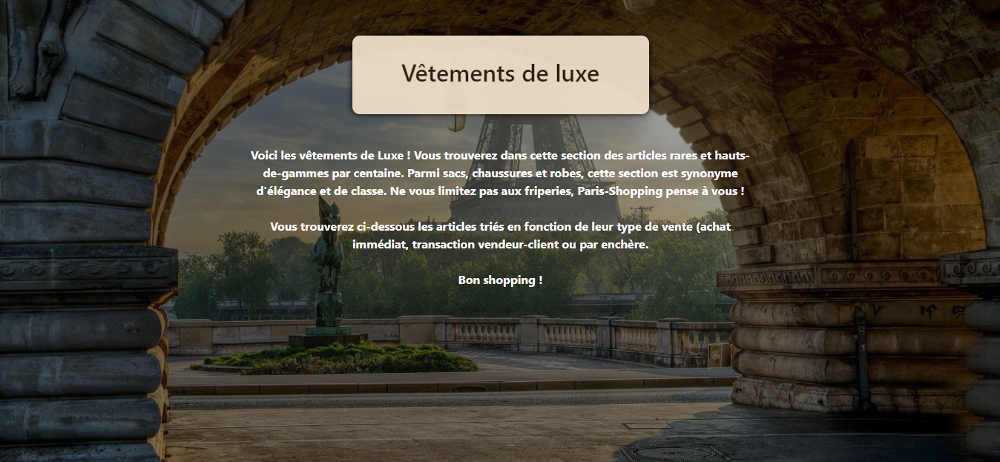 Vêtements de luxe
Voici les vêtements de Luxe ! Vous trouverez dans cette section des articles rares et hauts-
de-gammes par centaine. Parmi sacs, chaussures et robes, cette section est synonyme
d'élégance et de classe. Ne vous limitez pas aux friperies, Paris-Shopping pense à vous !
Vous trouverez ci-dessous les articles triés en fonction de leur type de vente (achat
immédiat, transaction vendeur-client ou par enchère.
Bon shopping !